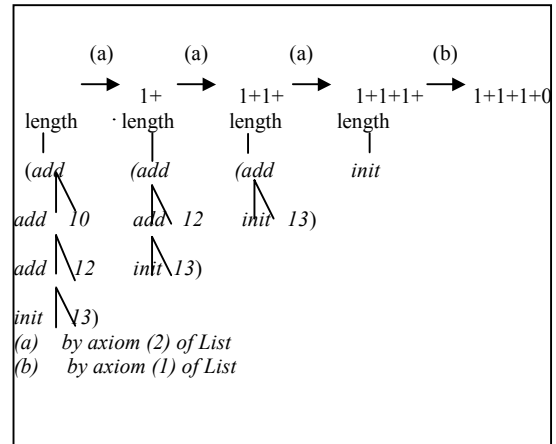 (a) (a) (a) (b)
1+ 1+1+ 1+1+1+ 1+1+1+0
length · length length length
(add (add (add init
add 10 add 12 init 13)
add 12 init 13)
init 13)
(a) by axiom (2) of List
(b) by axiom (1) of List